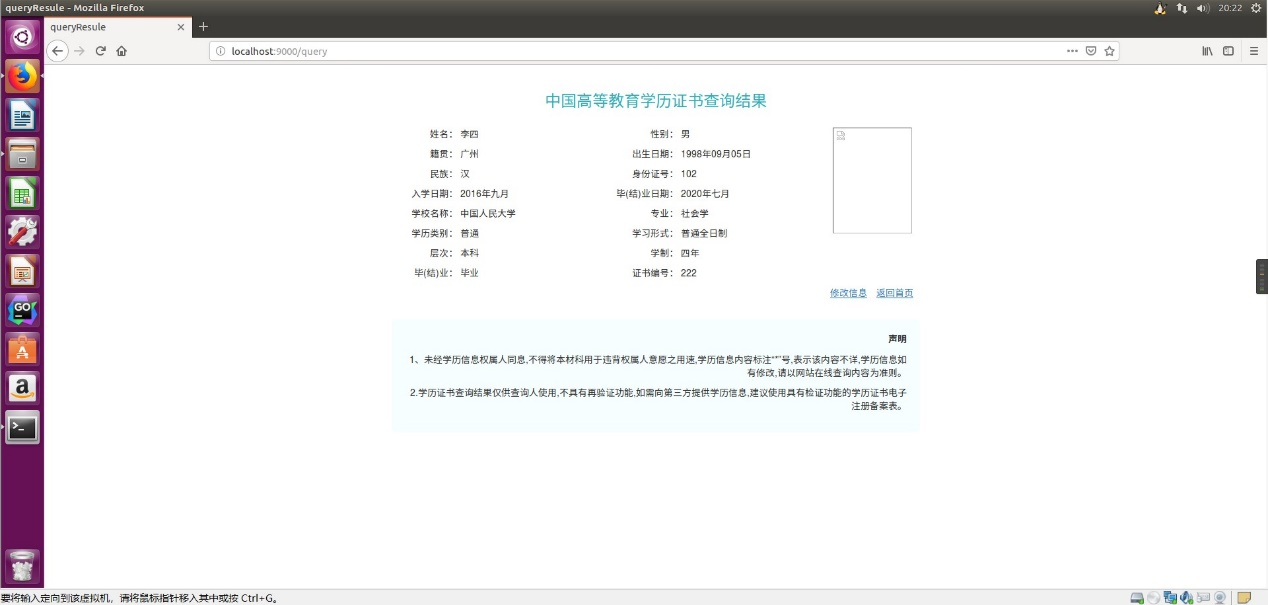 queryResule - Mozilla Firefox
20:22
queryResule
localhost:9000/query
中国高等教育学历证书查询结果
姓名: 李四 性别: 男
籍贯: 广州 出生日期: 1998年09月05日
民族: 汉 身份证号: 102
入学日期: 2016年九月 毕(结)业日期: 2020年七月
学校名称: 中国人民大学 专业: 社会学
学历类别: 普通 学习形式: 普通全日制
层次: 本科 学制: 四年
毕(结)业: 毕业 证书编号: 222
修改信息 返回首页
声明
1、未经学历信息权属人同息,不得将本材料用于违背权属人意愿之用速,学历信息内容标注“*”号,表示该内容不详,学历信息如
有修改,请以网站在线查询内容为准则。
2.学历证书查询结果仅供查询人使用,不具有再验证功能,如需向第三方提供学历信息,建议使用具有检证功能的学历证书电子
注册备案表。
GO
A
a
>_
要将输入定向到该虚拟机，请将鼠标指针移入其中或按 Ctrl+G。